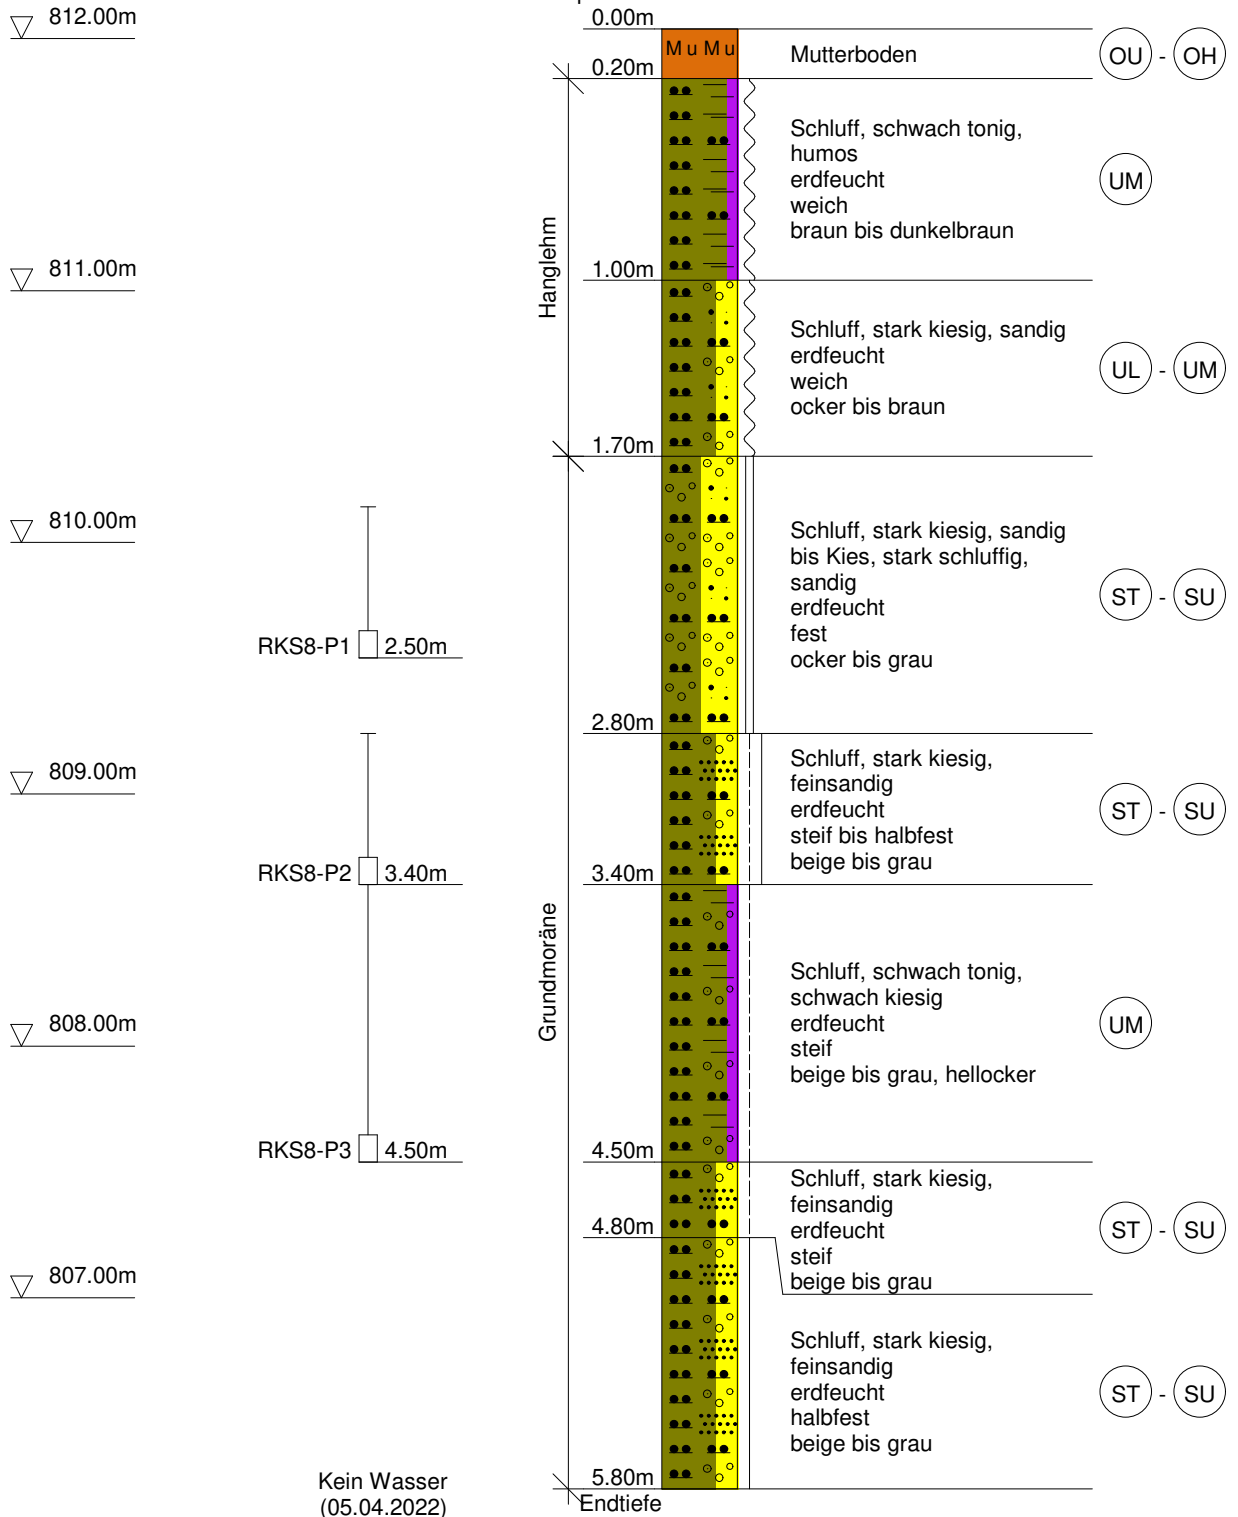 812.00m
0.00m
M u M u
Mutterboden
OU - OH
0.20m
Schluff, schwach tonig,
humos
erdfeucht
weich
braun bis dunkelbraun
UM
Hanglehm
811.00m
1.00m
Schluff, stark kiesig, sandig
erdfeucht
weich
ocker bis braun
UL - UM
1.70m
810.00m
Schluff, stark kiesig, sandig
bis Kies, stark schluffig,
sandig
erdfeucht
fest
ocker bis grau
ST - SU
RKS8-P1 2.50m
2.80m
809.00m
Schluff, stark kiesig,
feinsandig
erdfeucht
steif bis halbfest
beige bis grau
ST - SU
RKS8-P2 3.40m
3.40m
Grundmoräne
808.00m
Schluff, schwach tonig,
schwach kiesig
erdfeucht
steif
beige bis grau, hellocker
UM
RKS8-P3 4.50m
4.50m
Schluff, stark kiesig,
feinsandig
erdfeucht
steif
beige bis grau
ST - SU
4.80m
807.00m
Schluff, stark kiesig,
feinsandig
erdfeucht
halbfest
beige bis grau
ST - SU
5.80m
Endtiefe
Kein Wasser
(05.04.2022)